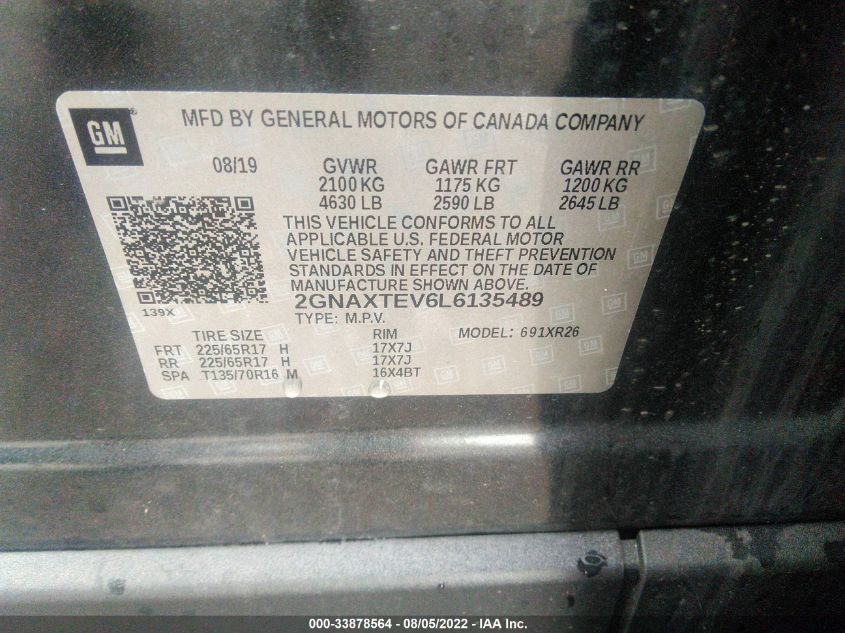 GM
MFD BY GENERAL MOTORS OF CANADA COMPANY
08/19 GVWR GAWR FRT GAWR RR
2100 KG 1175 KG 1200 KG
4630 LB 2590 LB 2645 LB
THIS VEHICLE CONFORMS TO ALL
APPLICABLE U.S. FEDERAL MOTOR
VEHICLE SAFETY AND THEFT PREVENTION
STANDARDS IN EFFECT ON THE DATE OF
MANUFACTURE SHOWN ABOVE.
2GNAXTEV6L6135489
139X TYPE: M.P.V.
TIRE SIZE RIM MODEL: 691XR26
FRT 225/65R17 H 17X7J
RR 225/65R17 H 17X7J
SPA T135/70R16 M 16X4BT
000-33878564 - 08/05/2022 - IAA Inc.